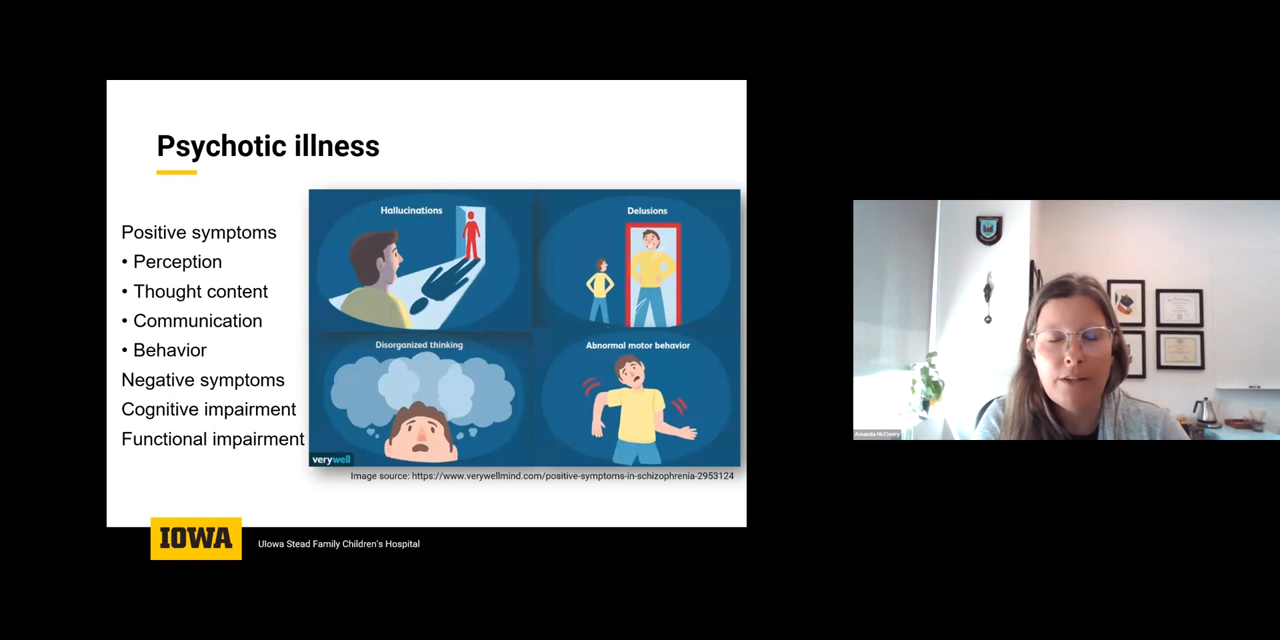 Psychotic illness
Positive symptoms
• Perception
• Thought content
• Communication
• Behavior
Negative symptoms
Cognitive impairment
Functional impairment
Hallucinations
Delusions
Disorganized thinking
Abnormal motor behavior
verywell
Image source: https://www.verywellmind.com/positive-symptoms-in-schizophrenia-2953124
IOWA
UIowa Stead Family Children's Hospital
Amanda McCleery